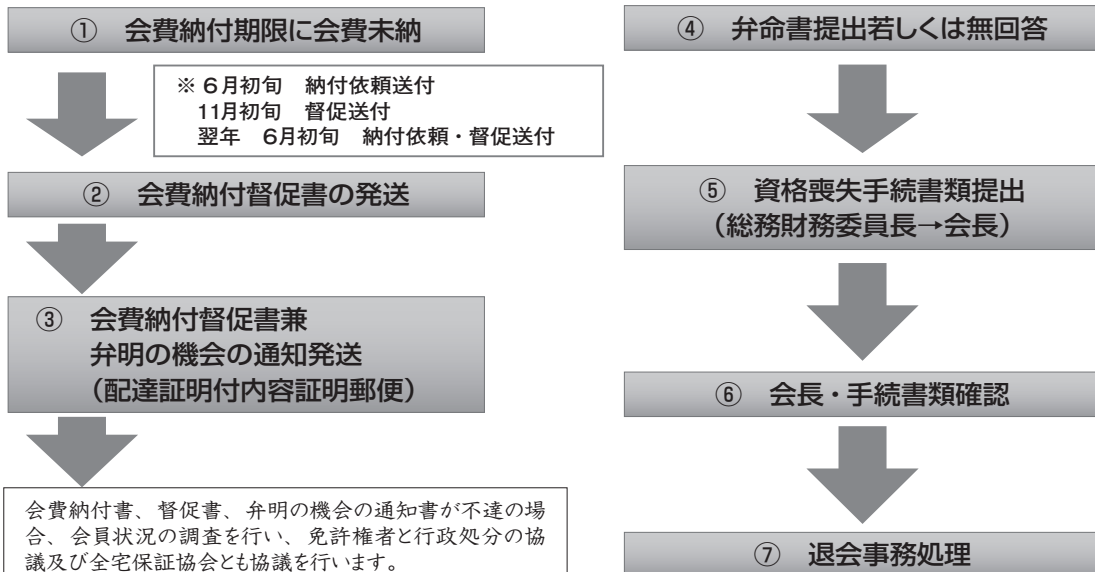 ① 会費納付期限に会費未納
※ 6月初旬 納付依頼送付
11月初旬 督促送付
翌年 6月初旬 納付依頼・督促送付
② 会費納付督促書の発送
③ 会費納付督促書兼
弁明の機会の通知発送
（配達証明付内容証明郵便）
会費納付書、督促書、弁明の機会の通知書が不達の場
合、会員状況の調査を行い、免許権者と行政処分の協
議及び全宅保証協会とも協議を行います。
④ 弁命書提出若しくは無回答
⑤ 資格喪失手続書類提出
（総務財務委員長→会長）
⑥ 会長・手続書類確認
⑦ 退会事務処理